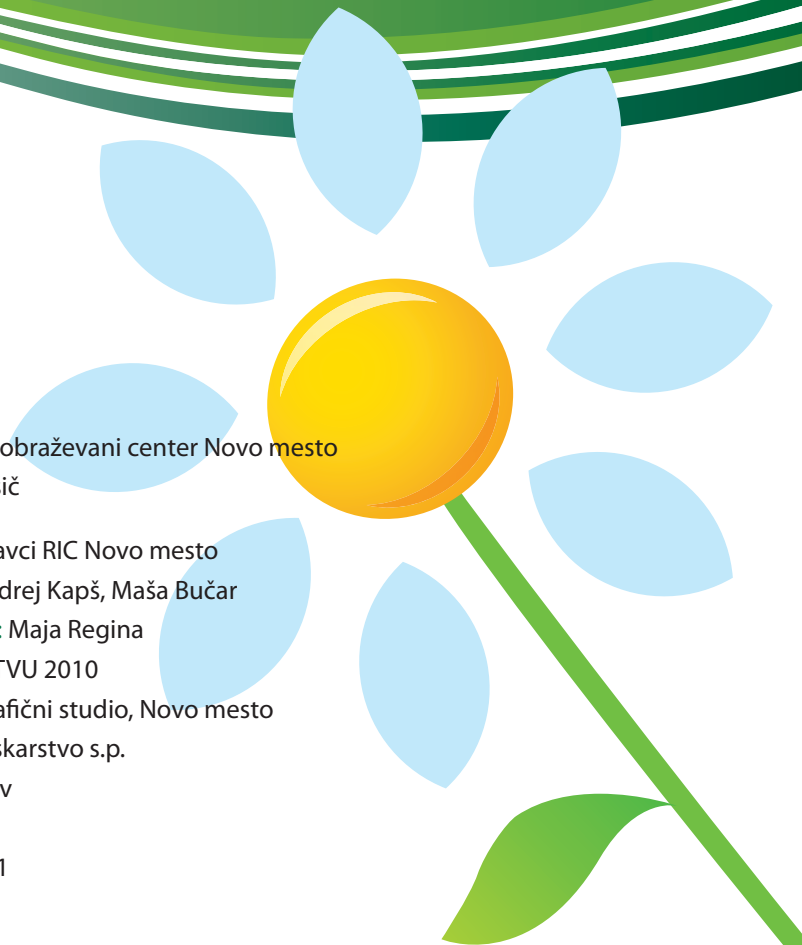 obraževani center Novo mesto
sič
avci RIC Novo mesto
drej Kapš, Maša Bučar
: Maja Regina
TVU 2010
afični studio, Novo mesto
skarstvo s.p.
v
1